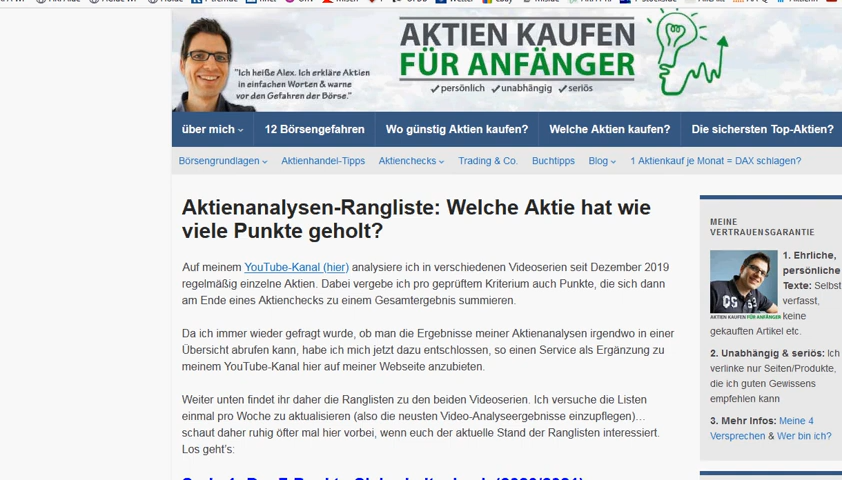 "Ich heiße Alex. Ich erkläre Aktien
in einfachen Worten & warne
vor den Gefahren der Börse."
AKTIEN KAUFEN
FÜR ANFÄNGER
persönlich unabhängig seriös
über mich
12 Börsengefahren
Wo günstig Aktien kaufen?
Welche Aktien kaufen?
Die sichersten Top-Aktien?
Börsengrundlagen
Aktienhandel-Tipps
Aktienchecks
Trading & Co.
Buchtipps
Blog
1 Aktienkauf je Monat = DAX schlagen?
Aktienanalysen-Rangliste: Welche Aktie hat wie
viele Punkte geholt?
Auf meinem YouTube-Kanal (hier) analysiere ich in verschiedenen Videoserien seit Dezember 2019
regelmäßig einzelne Aktien. Dabei vergebe ich pro geprüftem Kriterium auch Punkte, die sich dann
am Ende eines Aktienchecks zu einem Gesamtergebnis summieren.
Da ich immer wieder gefragt wurde, ob man die Ergebnisse meiner Aktienanalysen irgendwo in einer
Übersicht abrufen kann, habe ich mich jetzt dazu entschlossen, so einen Service als Ergänzung zu
meinem YouTube-Kanal hier auf meiner Webseite anzubieten.
Weiter unten findet ihr daher die Ranglisten zu den beiden Videoserien. Ich versuche die Listen
einmal pro Woche zu aktualisieren (also die neusten Video-Analyseergebnisse einzupflegen)…
schaut daher ruhig öfter mal hier vorbei, wenn euch der aktuelle Stand der Ranglisten interessiert.
Los geht's:
MEINE
VERTRAUENSGARANTIE
1. Ehrliche,
persönliche
Texte: Selbst
verfasst,
keine
AKTIEN KAUFEN FÜR ANFÄNGER
gekauften Artikel etc.
2. Unabhängig & seriös: Ich
verlinke nur Seiten/Produkte,
die ich guten Gewissens
empfehlen kann
3. Mehr Infos: Meine 4
Versprechen & Wer bin ich?